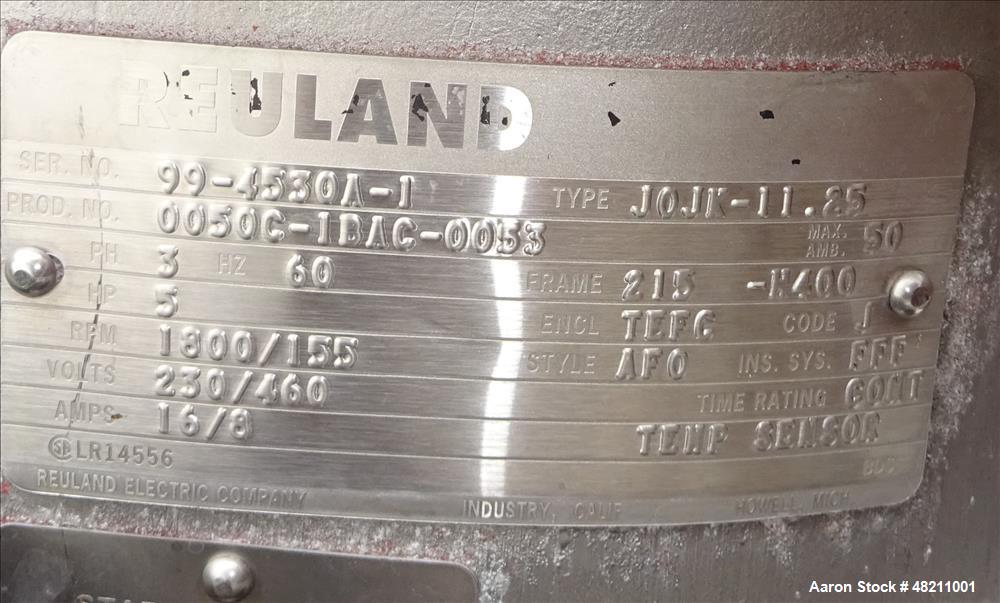 REULAND
SER. NO. 99-4530A-1 TYPE J0JK-11.25
PROD. NO. 0050C-1BAC-0053 MAX. AMB. 50
PH 3 HZ 60 FRAME 215
HP 5 ENCL TEFC CODE J
RPM 1800/155 STYLE AFO INS. SYS. FFF
VOLTS 230/460 TIME RATING CONT
AMPS 16/8 TEMP SENSOR
LR14556
REULAND ELECTRIC COMPANY INDUSTRY, CALIF. HOWELL, MICH.
Aaron Stock # 48211001